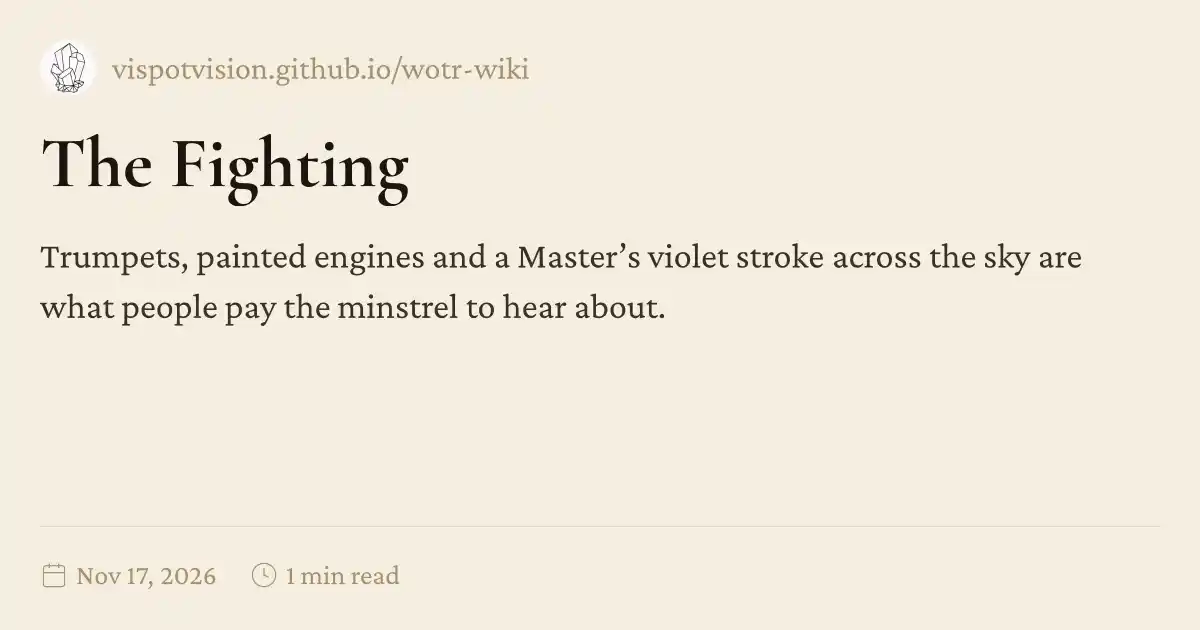 vispotvision.github.io/wotr-wiki
The Fighting
Trumpets, painted engines and a Master’s violet stroke across the sky are
what people pay the minstrel to hear about.
Nov 17, 2026
1 min read